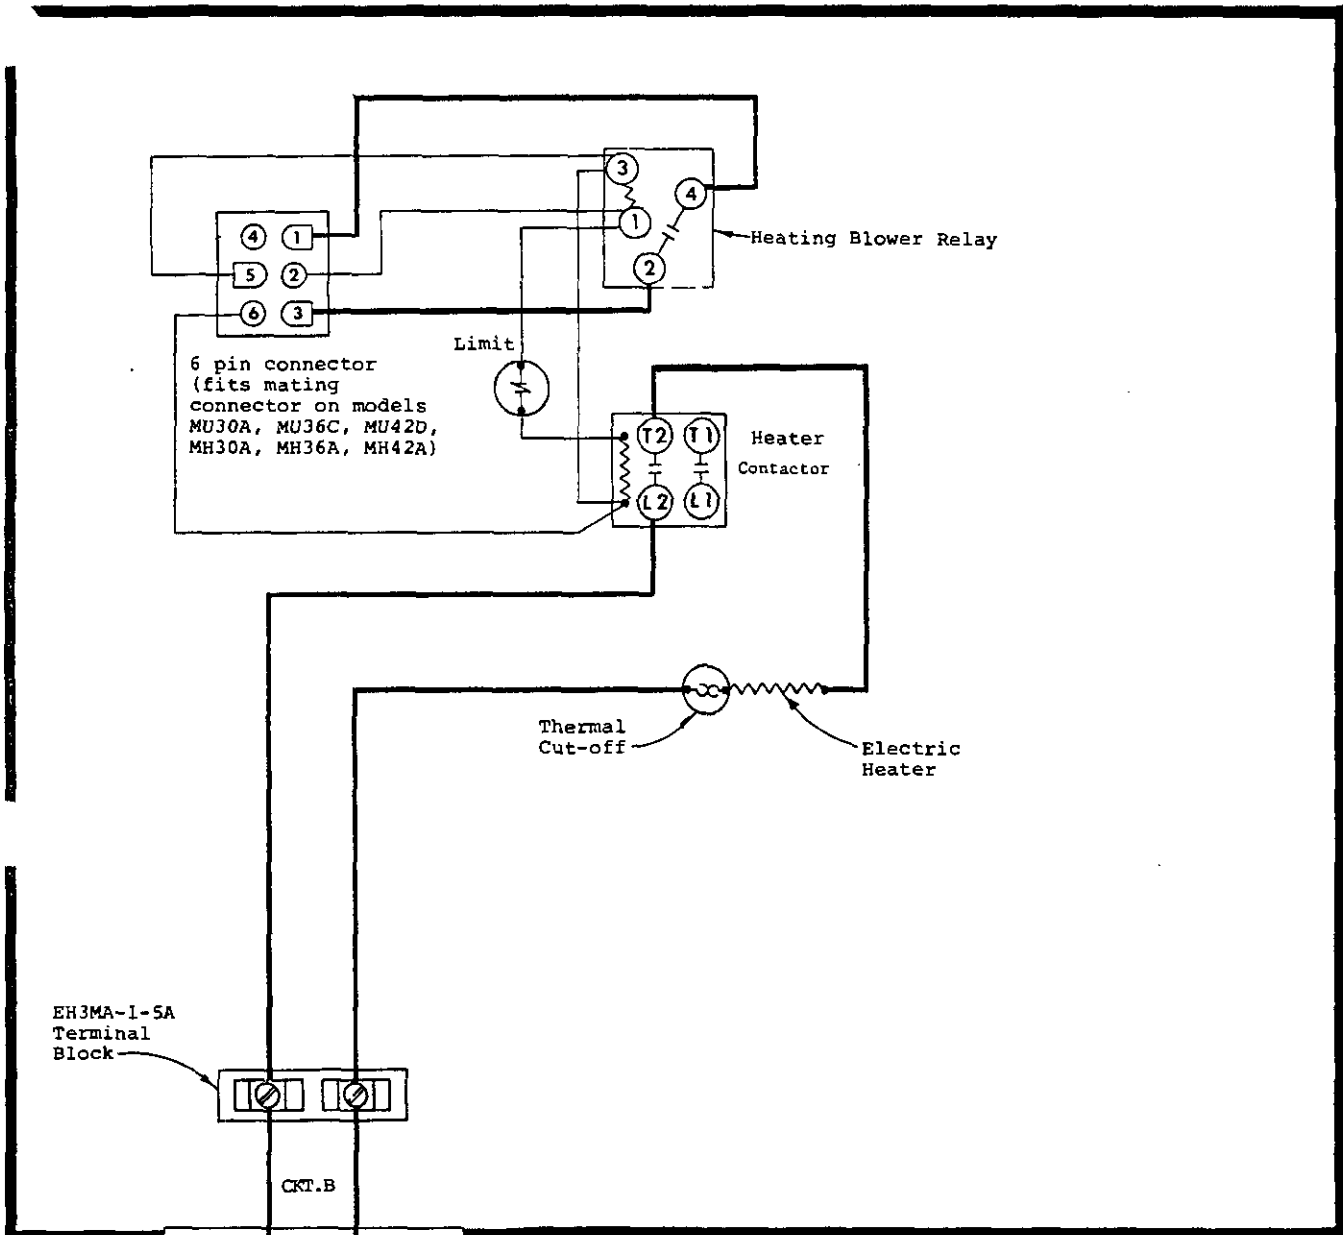 3
4
1
Heating Blower Relay
2
4 1
5 2
6 3
Limit
6 pin connector
(fits mating
connector on models
MU30A, MU36C, MU42D,
MH30A, MH36A, MH42A)
T2 T1
L2 L1
Heater
Contactor
Thermal
Cut-off
Electric
Heater
EH3MA-I-5A
Terminal
Block
CKT.B